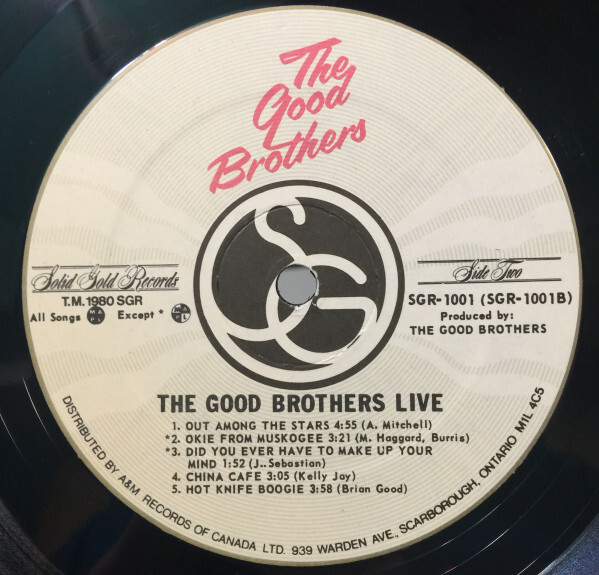 The
Good
Brothers
SG
Solid Gold Records
T.M. 1980 SGR
All Songs MAPL Except * MAPL
Side Two
SGR-1001 (SGR-1001B)
Produced by:
THE GOOD BROTHERS
THE GOOD BROTHERS LIVE
1. OUT AMONG THE STARS 4:55 (A. Mitchell)
*2. OKIE FROM MUSKOGEE 3:21 (M. Haggard, Burris)
*3. DID YOU EVER HAVE TO MAKE UP YOUR
MIND 1:52 (J.. Sebastian)
4. CHINA CAFE 3:05 (Kelly Jay)
5. HOT KNIFE BOOGIE 3:58 (Brian Good)
DISTRIBUTED BY A&M RECORDS OF CANADA LTD. 939 WARDEN AVE., SCARBOROUGH, ONTARIO M1L 4C5